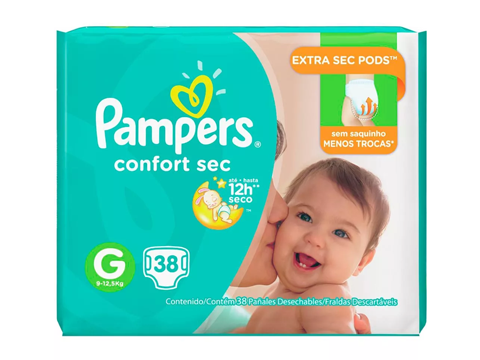 EXTRA SEC PODS™
Pampers®
confort sec
sem saquinho
MENOS TROCAS*
até • hasta
12h**
seco
G
9-12,5Kg
38
Contenido/Contém 38 Pañales Desechables/Fraldas Descartáveis